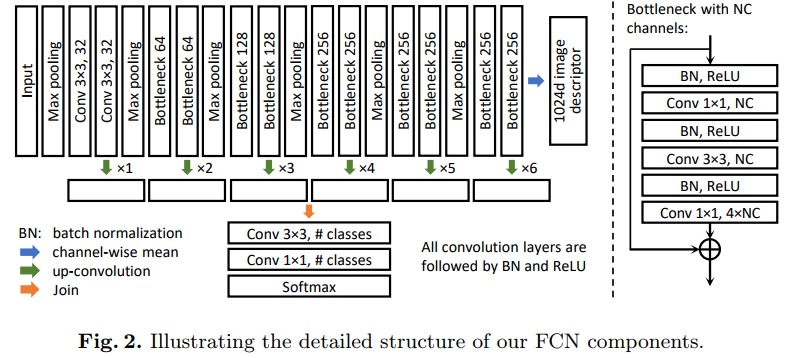 Input
Max pooling
Conv 3×3, 32
Conv 3×3, 32
Max pooling
Bottleneck 64
Bottleneck 64
Max pooling
Bottleneck 128
Bottleneck 128
Max pooling
Bottleneck 256
Bottleneck 256
Max pooling
Bottleneck 256
Bottleneck 256
Max pooling
Bottleneck 256
Bottleneck 256
1024d image
descriptor
×1
×2
×3
×4
×5
×6
BN: batch normalization
channel-wise mean
up-convolution
Join
Conv 3×3, # classes
Conv 1×1, # classes
Softmax
All convolution layers are
followed by BN and ReLU
Bottleneck with NC
channels:
BN, ReLU
Conv 1×1, NC
BN, ReLU
Conv 3×3, NC
BN, ReLU
Conv 1×1, 4×NC
Fig. 2. Illustrating the detailed structure of our FCN components.